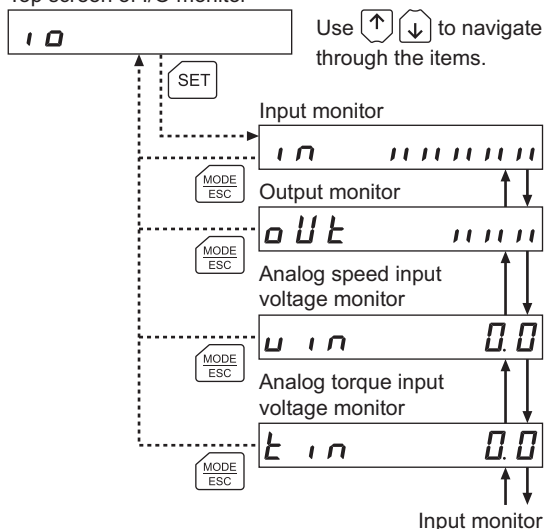 Top screen of I/O monitor
io
Use ↑ ↓ to navigate
through the items.
SET
Input monitor
in
MODE
ESC
Output monitor
oUt
MODE
ESC
Analog speed input
voltage monitor
vin 0.0
MODE
ESC
Analog torque input
voltage monitor
tin 0.0
MODE
ESC
Input monitor